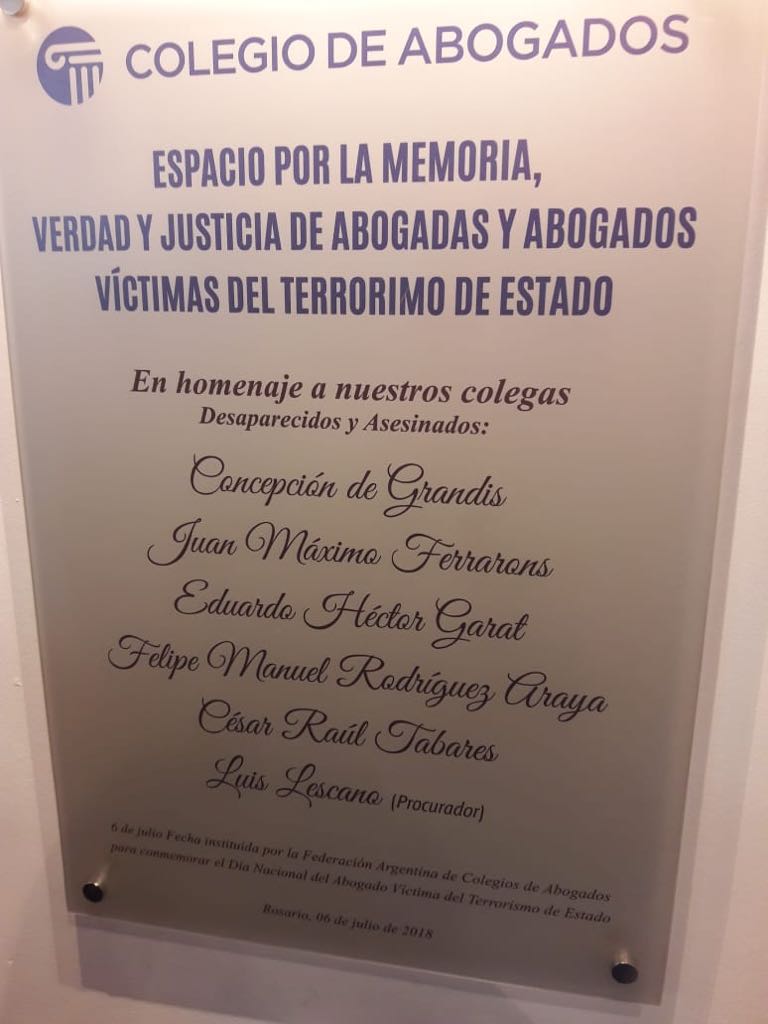 COLEGIO DE ABOGADOS
ESPACIO POR LA MEMORIA,
VERDAD Y JUSTICIA DE ABOGADAS Y ABOGADOS
VÍCTIMAS DEL TERRORIMO DE ESTADO
En homenaje a nuestros colegas
Desaparecidos y Asesinados:
Concepción de Grandis
Juan Máximo Ferrarons
Eduardo Héctor Garat
Felipe Manuel Rodríguez Araya
César Raúl Tabares
Luis Lescano (Procurador)
6 de julio Fecha instituida por la Federación Argentina de Colegios de Abogados
para conmemorar el Día Nacional del Abogado Víctima del Terrorismo de Estado
Rosario, 06 de julio de 2018